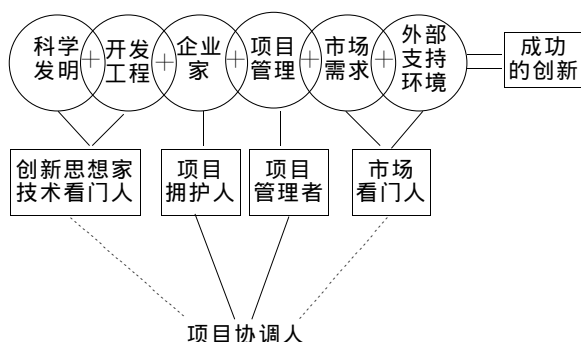 科学
发明
+
开发
工程
+
企业
家
+
项目
管理
+
市场
需求
+
外部
支持
环境
成功
的创新
创新思想家
技术看门人
项目
拥护人
项目
管理者
市场
看门人
项目协调人